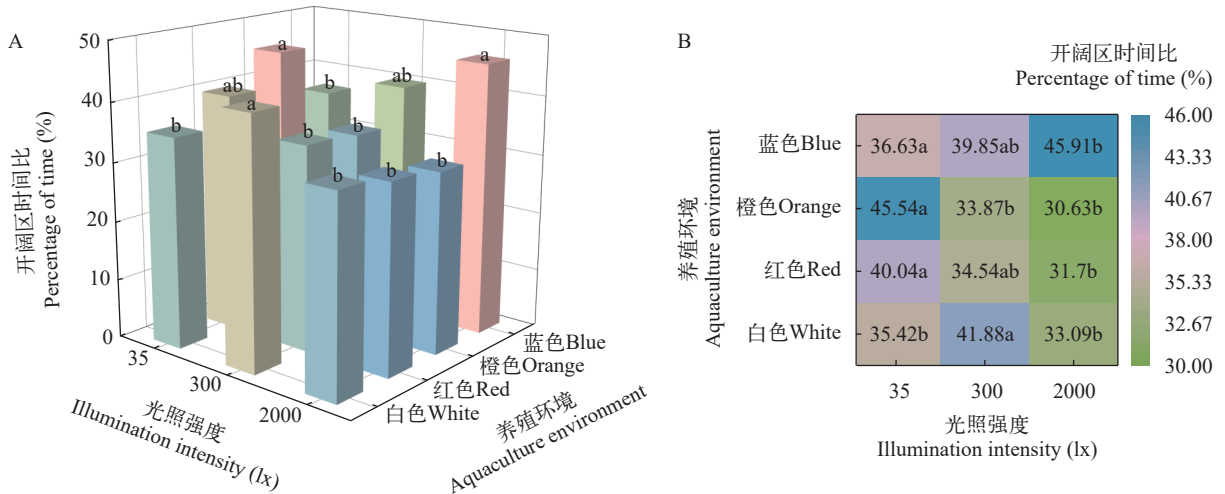 A
50
40
30
20
10
0
开阔区时间比
Percentage of time (%)
b
ab
a
a
b
ab
b
b
b
b
b
35
300
2000
光照强度
Illumination intensity (lx)
蓝色Blue
橙色Orange
红色Red
白色White
养殖环境
Aquaculture environment
B
开阔区时间比
Percentage of time (%)
养殖环境
Aquaculture environment
蓝色Blue
36.63a 39.85ab 45.91b
橙色Orange
45.54a 33.87b 30.63b
红色Red
40.04a 34.54ab 31.7b
白色White
35.42b 41.88a 33.09b
35 300 2000
光照强度
Illumination intensity (lx)
46.00
43.33
40.67
38.00
35.33
32.67
30.00